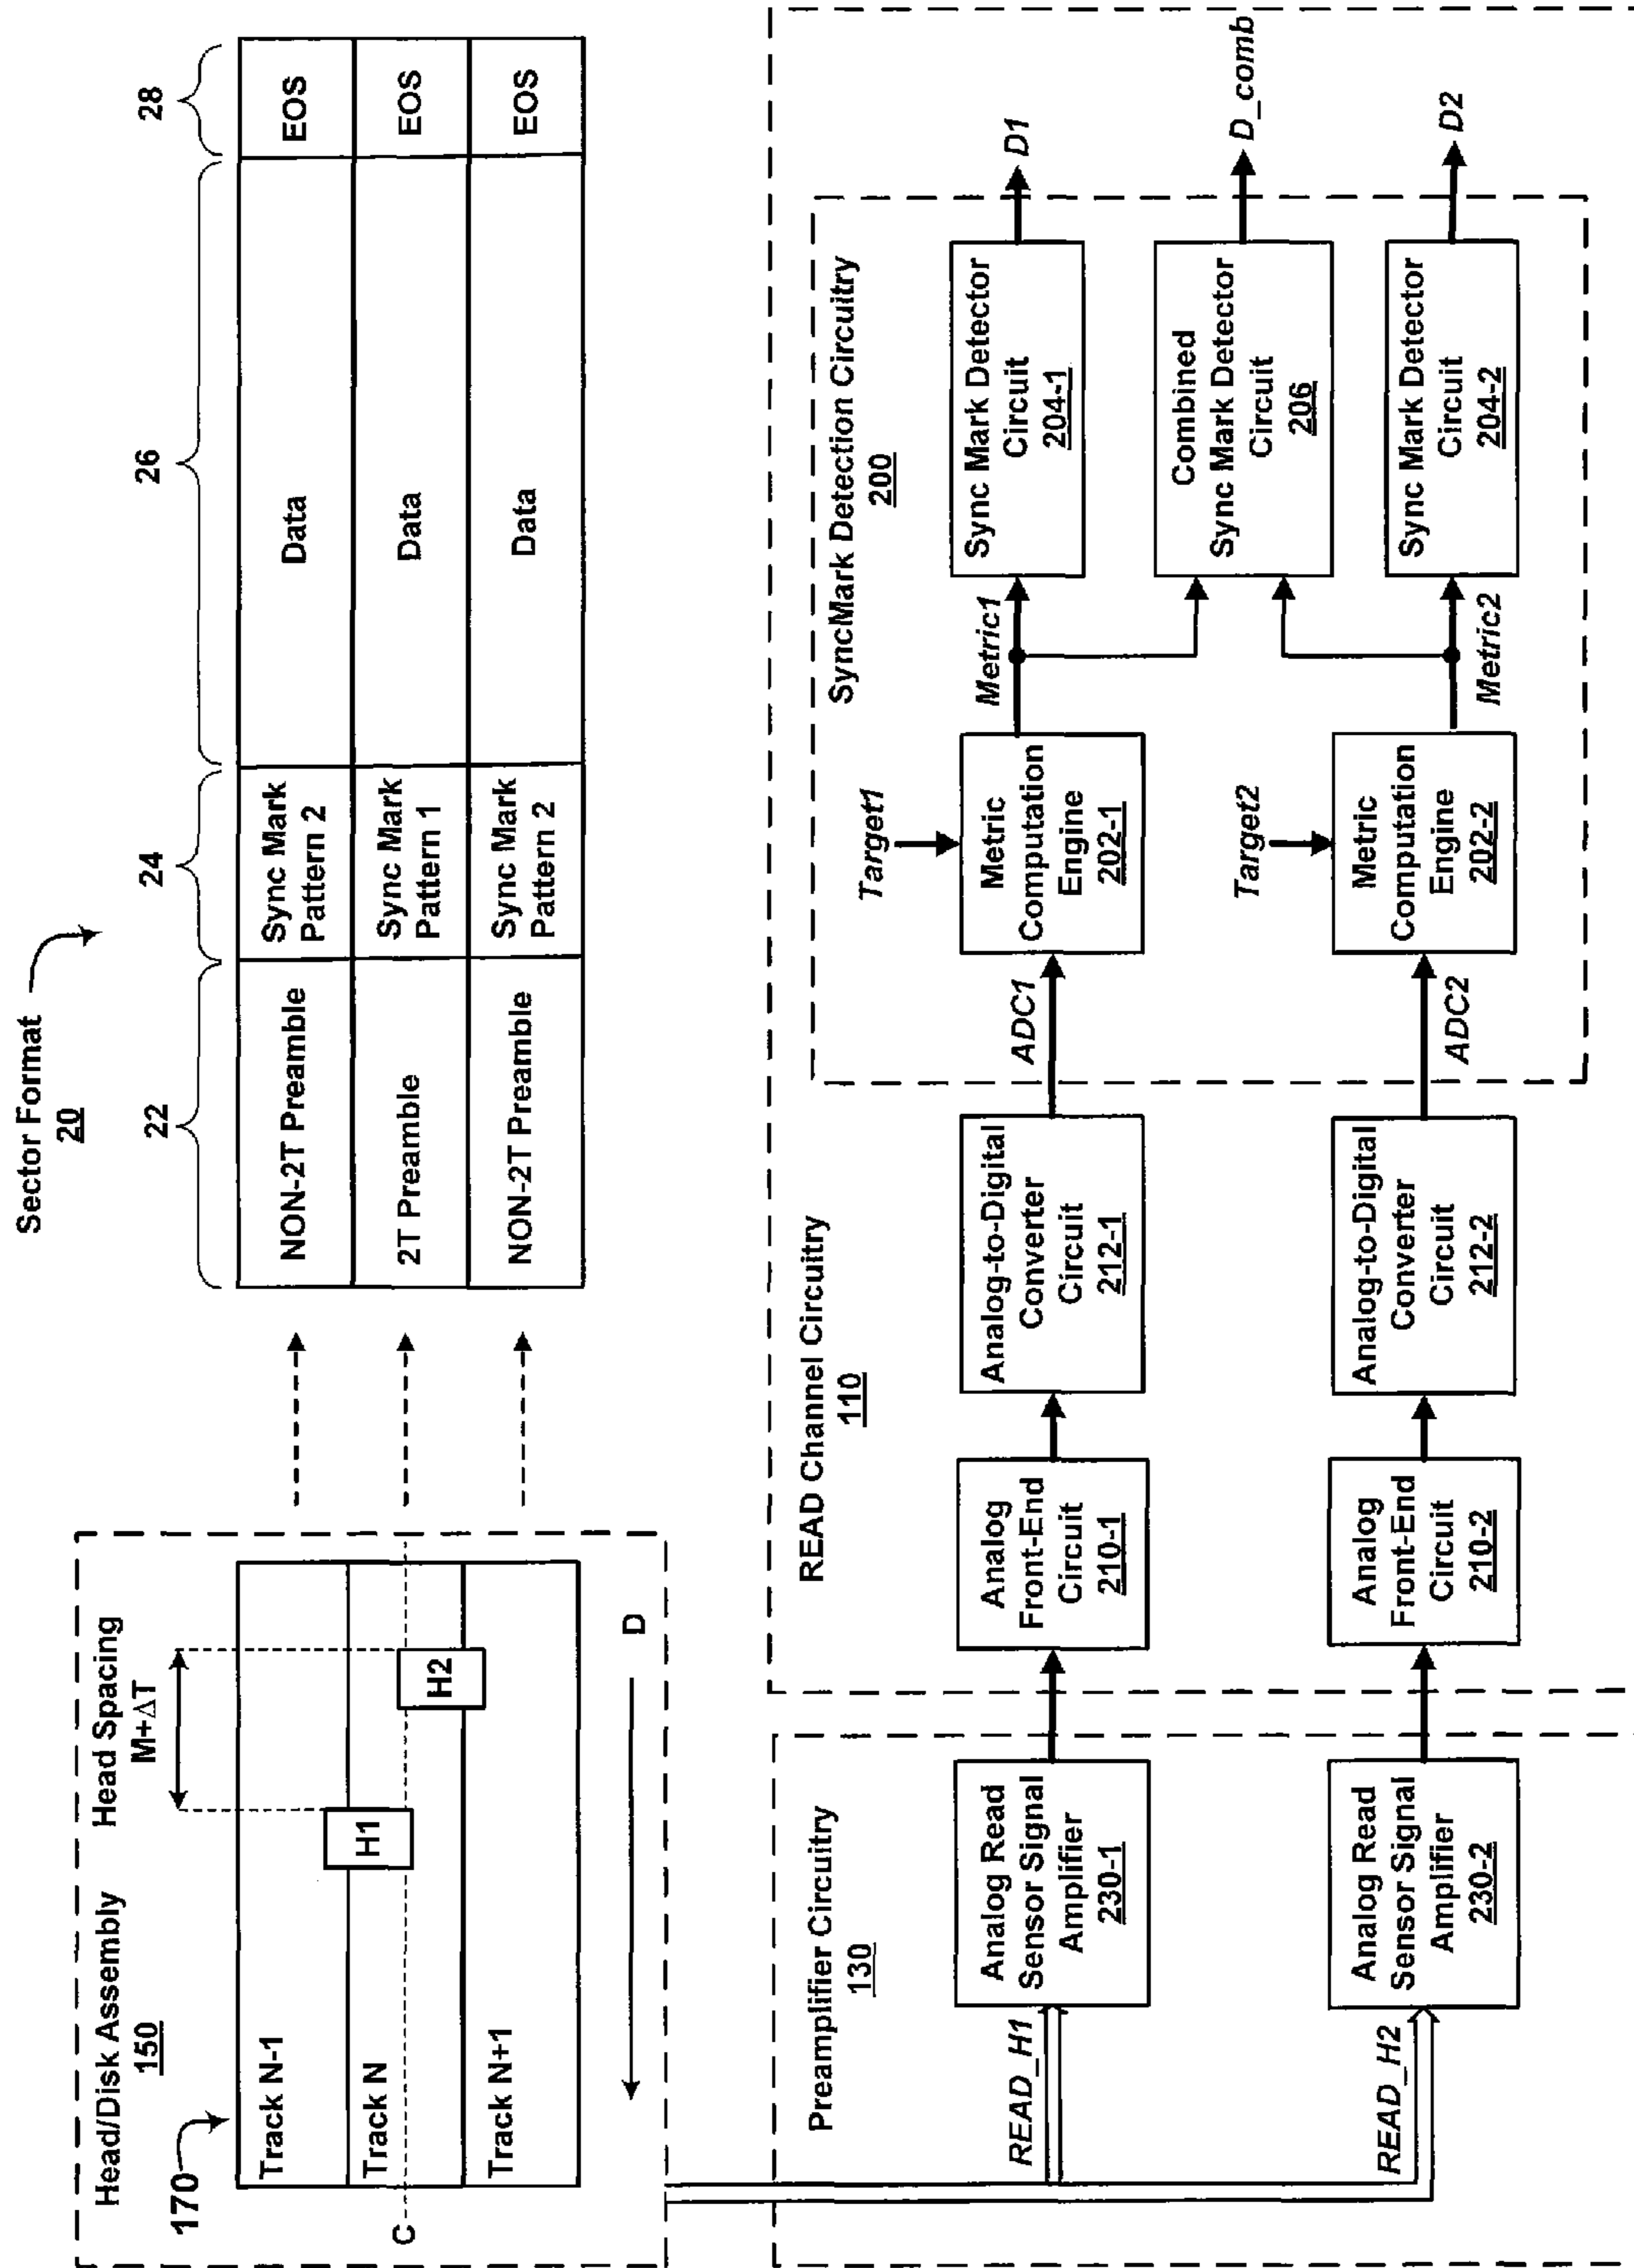 Sector Format
20
22
24
26
28
NON-2T Preamble
Sync Mark
Pattern 2
Data
EOS
2T Preamble
Sync Mark
Pattern 1
Data
EOS
NON-2T Preamble
Sync Mark
Pattern 2
Data
EOS
Head/Disk Assembly
150
Head Spacing
M+ΔT
170
Track N-1
Track N
Track N+1
H1
H2
C
D
Preamplifier Circuitry
130
READ_H1
Analog Read
Sensor Signal
Amplifier
230-1
READ_H2
Analog Read
Sensor Signal
Amplifier
230-2
READ Channel Circuitry
110
Analog
Front-End
Circuit
210-1
Analog-to-Digital
Converter
Circuit
212-1
ADC1
Analog
Front-End
Circuit
210-2
Analog-to-Digital
Converter
Circuit
212-2
ADC2
SyncMark Detection Circuitry
200
Target1
Metric
Computation
Engine
202-1
Metric1
Sync Mark Detector
Circuit
204-1
D1
Combined
Sync Mark Detector
Circuit
206
D_comb
Target2
Metric
Computation
Engine
202-2
Metric2
Sync Mark Detector
Circuit
204-2
D2